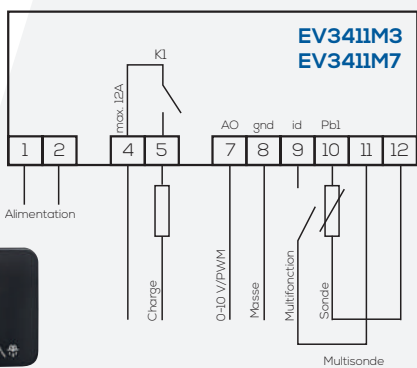 EV3411M3
EV3411M7
K1
max. 12A
AO gnd id Pb1
1 2 4 5 7 8 9 10 11 12
Alimentation
Charge
0-10 V/PWM
Masse
Multifonction
Sonde
Multisonde